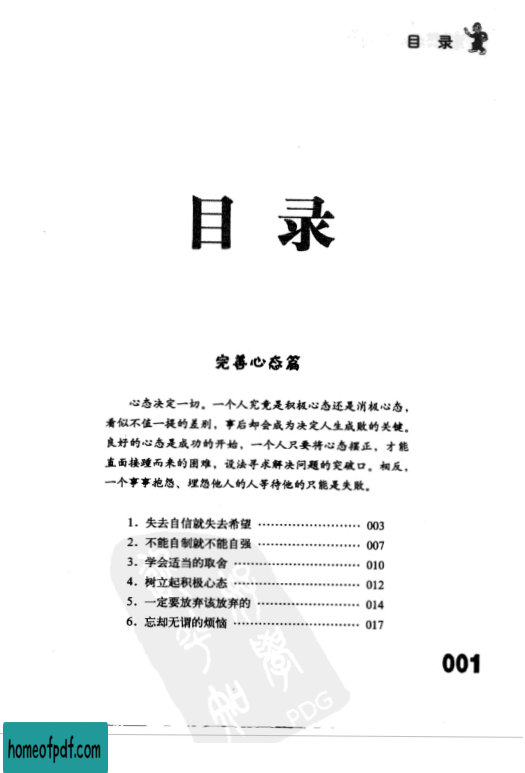 目 录
目 录
完善心态篇
心态决定一切。一个人究竟是积极心态还是消极心态，
看似不值一提的差别，事后却会成为决定人生成败的关键。
良好的心态是成功的开始，一个人只要将心态摆正，才能
直面接踵而来的困难，设法寻求解决问题的突破口。相反，
一个事事抱怨、埋怨他人的人等待他的只能是失败。
1．失去自信就失去希望 ························ 003
2．不能自制就不能自强 ························ 007
3．学会适当的取舍 ······························ 010
4．树立起积极心态 ······························ 012
5．一定要放弃该放弃的 ························ 014
6．忘却无谓的烦恼 ······························ 017
001
PDG
homeofpdf.com